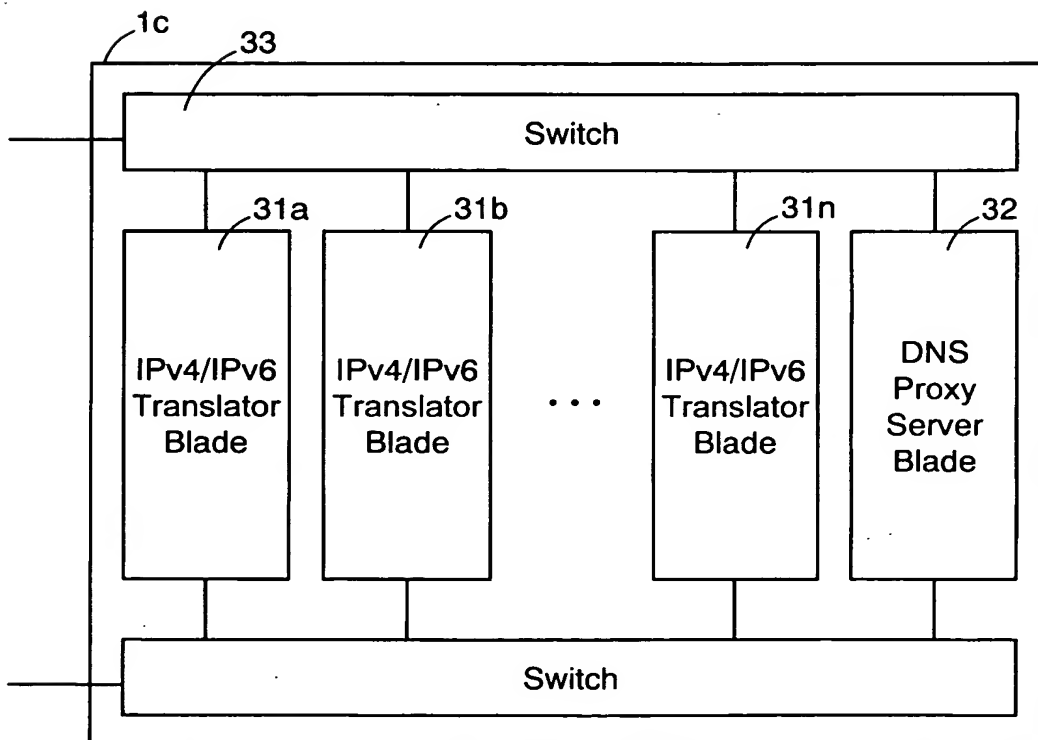 1c
33
Switch
31a
31b
31n
32
IPv4/IPv6
Translator
Blade
IPv4/IPv6
Translator
Blade
...
IPv4/IPv6
Translator
Blade
DNS
Proxy
Server
Blade
Switch